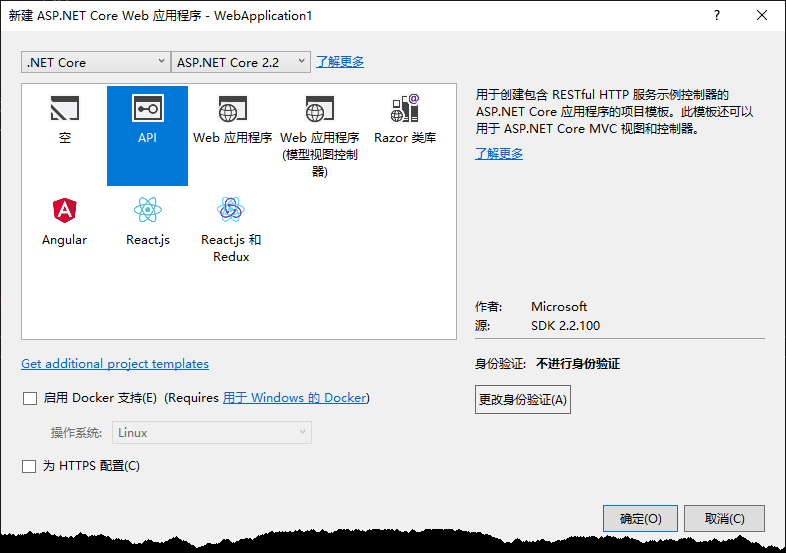 新建 ASP.NET Core Web 应用程序 - WebApplication1
?
.NET Core
ASP.NET Core 2.2
了解更多
空
API
Web 应用程序
Web 应用程序
(模型视图控制
器)
Razor 类库
Angular
React.js
React.js 和
Redux
用于创建包含 RESTful HTTP 服务示例控制器的
ASP.NET Core 应用程序的项目模板。此模板还可以
用于 ASP.NET Core MVC 视图和控制器。
了解更多
作者: Microsoft
源: SDK 2.2.100
Get additional project templates
启用 Docker 支持(E) (Requires 用于 Windows 的 Docker)
操作系统: Linux
为 HTTPS 配置(C)
身份验证: 不进行身份验证
更改身份验证(A)
确定(O)
取消(C)